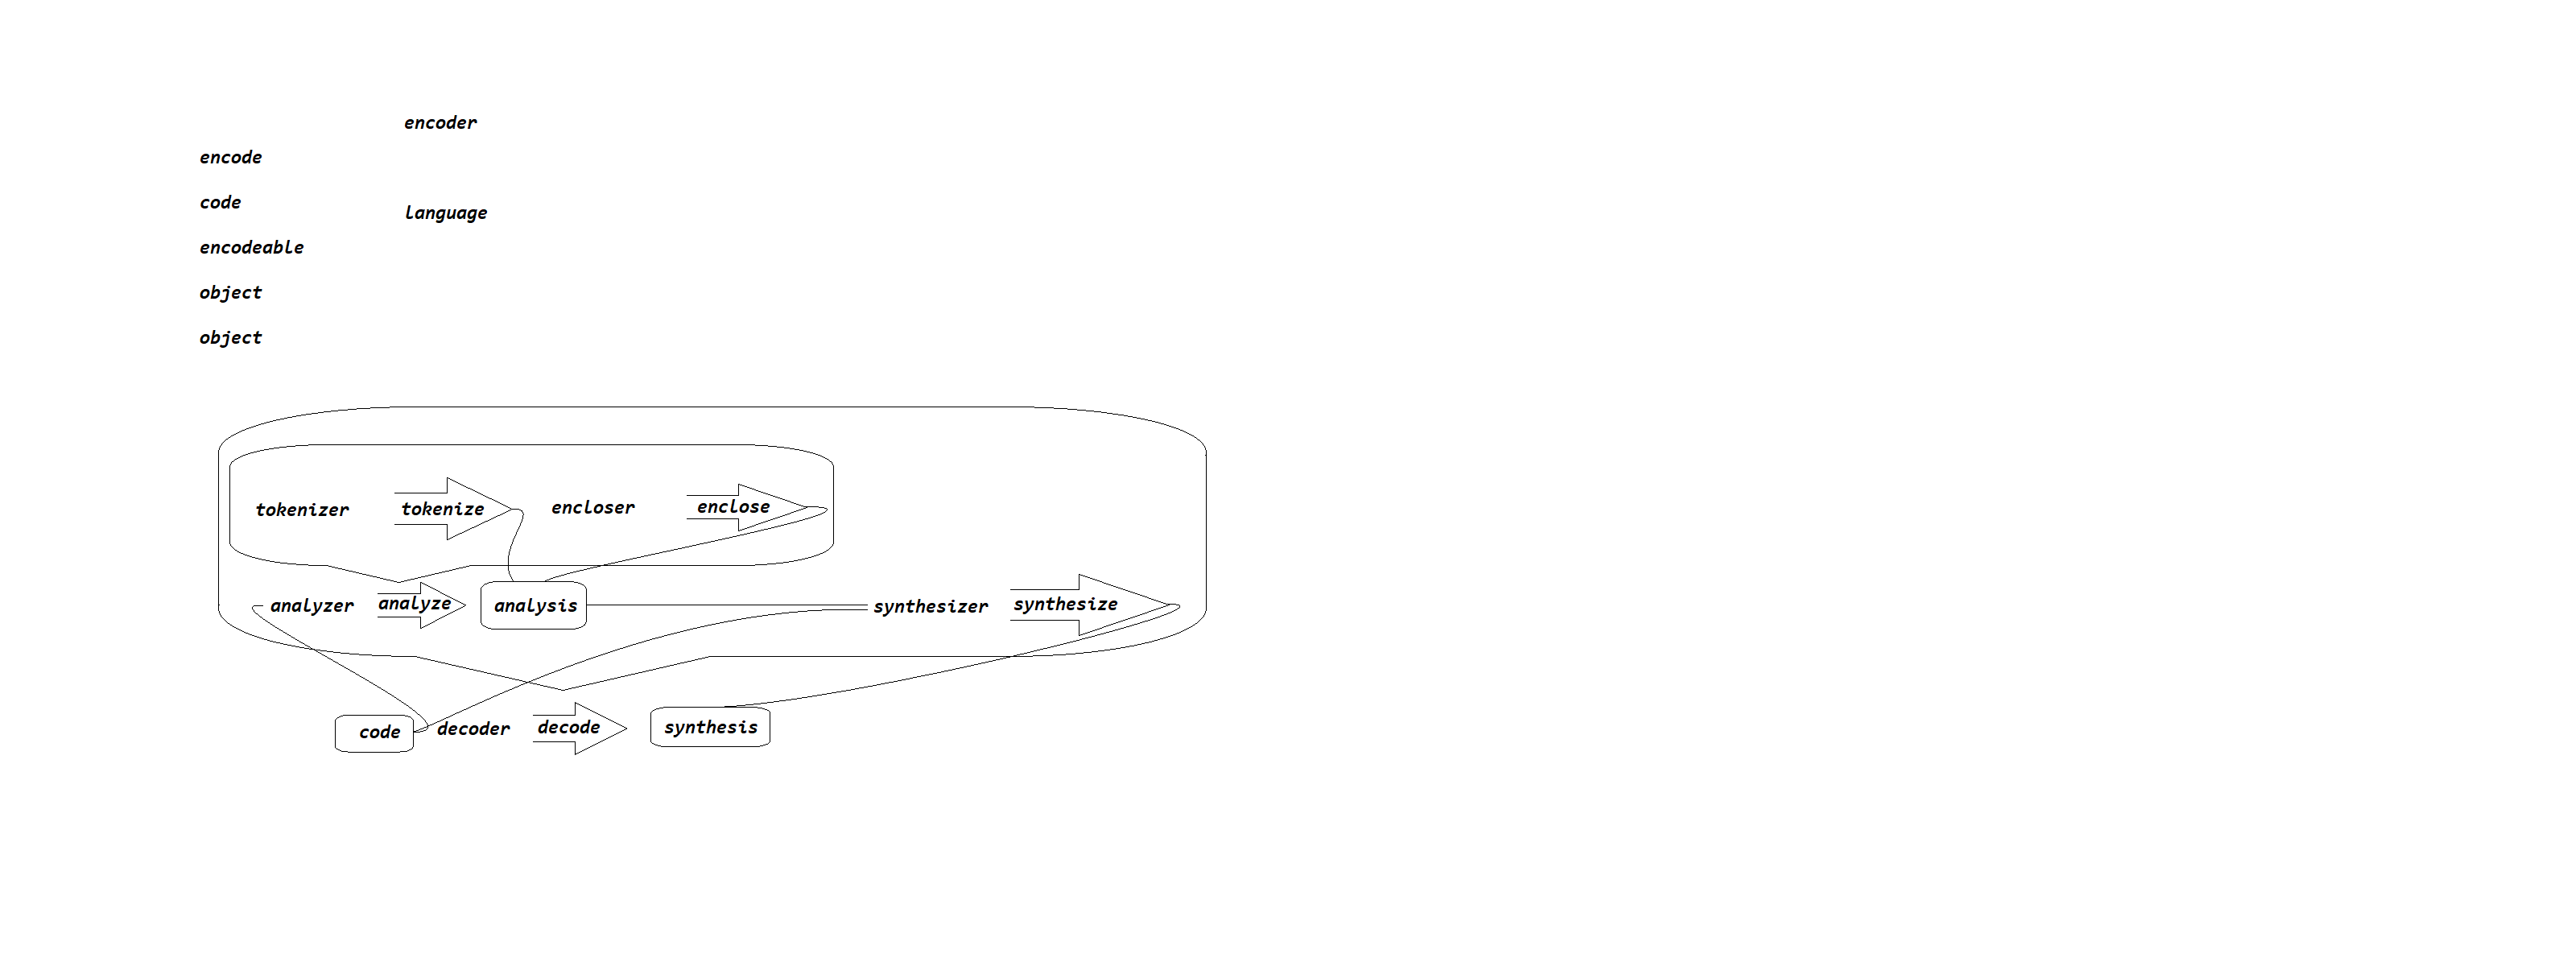 encoder
encode
code
language
encodeable
object
object
tokenizer tokenize encloser enclose
analyzer analyze analysis synthesizer synthesize
code decoder decode synthesis